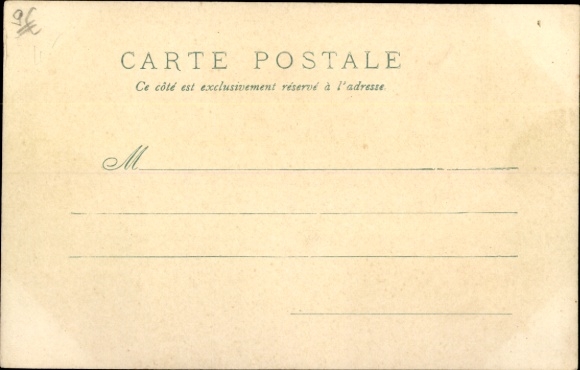 CARTE POSTALE
Ce côté est exclusivement réservé à l'adresse.
M